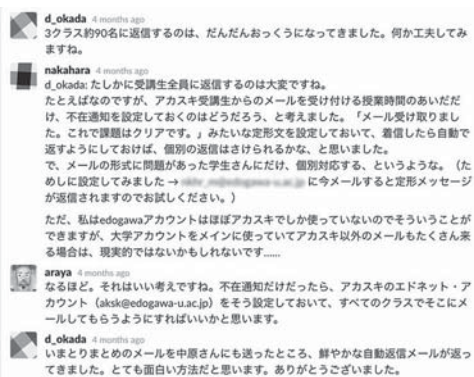 d_okada 4 months ago
3クラス約90名に返信するのは、だんだんおっくうになってきました。何か工夫してみ
ますね。
nakahara 4 months ago
d_okada: たしかに受講生全員に返信するのは大変ですね。
たとえばなのですが、アカスキ受講生からのメールを受け付ける授業時間のあいだだ
け、不在通知を設定しておくのはどうだろう、と考えました。「メール受け取りまし
た。これで課題はクリアです。」みたいな定形文を設定しておいて、着信したら自動で
返すようにしておけば、個別の返信はさけられるかな、と思いました。
で、メールの形式に問題があった学生さんにだけ、個別対応する、というような。（た
めしに設定してみました→ に今メールすると定形メッセージ
が返信されますのでお試しください。）
ただ、私はedogawaアカウントはほぼアカスキでしか使っていないのでそういうことが
できますが、大学アカウントをメインに使っていてアカスキ以外のメールもたくさん来
る場合は、現実的ではないかもしれないです……
araya 4 months ago
なるほど。それはいい考えですね。不在通知だけだったら、アカスキのエドネット・ア
カウント（aksk@edogawa-u.ac.jp）をそう設定しておいて、すべてのクラスでそこにメ
ールしてもらうようにすればいいかと思います。
d_okada 4 months ago
いまとりまとめのメールを中原さんにも送ったところ、鮮やかな自動返信メールが返っ
てきました。とても面白い方法だと思います。ありがとうございました。